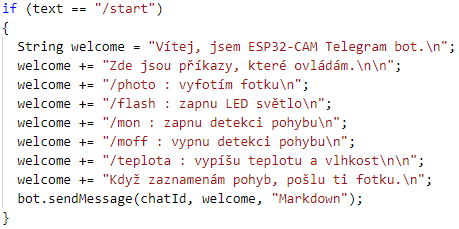 if (text == "/start")
{
String welcome = "Vítej, jsem ESP32-CAM Telegram bot.\n";
welcome += "Zde jsou příkazy, které ovládám.\n\n";
welcome += "/photo : vyfotím fotku\n";
welcome += "/flash : zapnu LED světlo\n";
welcome += "/mon : zapnu detekci pohybu\n";
welcome += "/moff : vypnu detekci pohybu\n";
welcome += "/teplota : vypíšu teplotu a vlhkost\n\n";
welcome += "Když zaznamenám pohyb, pošlu ti fotku.\n";
bot.sendMessage(chatId, welcome, "Markdown");
}